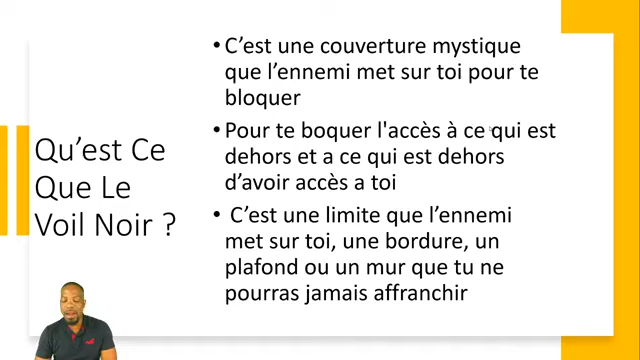 Qu’est Ce
Que Le
Voil Noir ?
• C’est une couverture mystique
que l’ennemi met sur toi pour te
bloquer
• Pour te boquer l'accès à ce qui est
dehors et a ce qui est dehors
d’avoir accès a toi
• C’est une limite que l’ennemi
met sur toi, une bordure, un
plafond ou un mur que tu ne
pourras jamais affranchir